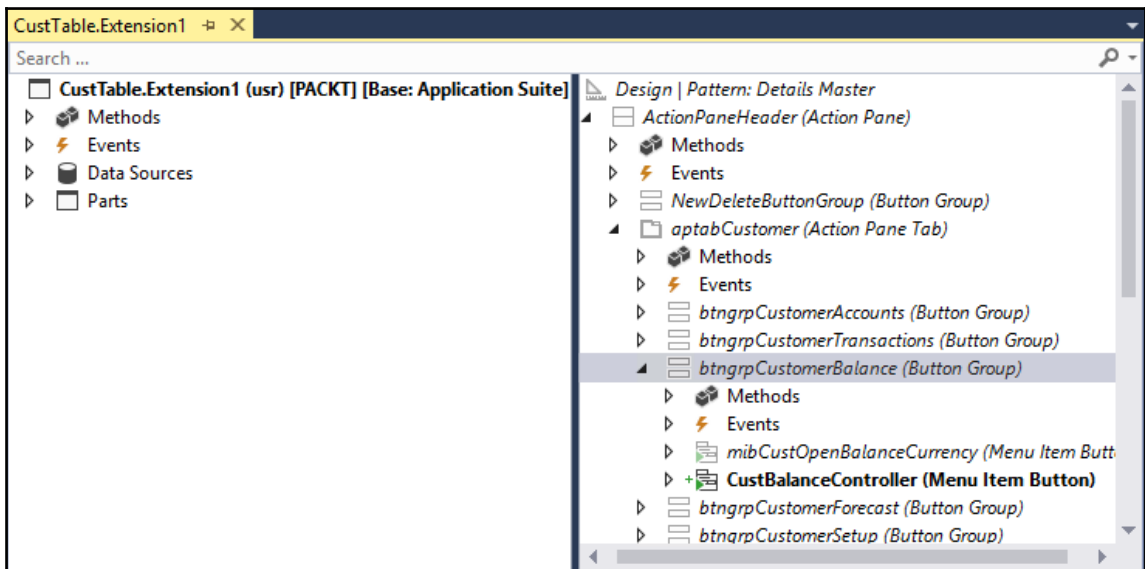 CustTable.Extension1
Search ...
CustTable.Extension1 (usr) [PACKT] [Base: Application Suite]
Methods
Events
Data Sources
Parts
Design | Pattern: Details Master
ActionPaneHeader (Action Pane)
Methods
Events
NewDeleteButtonGroup (Button Group)
aptabCustomer (Action Pane Tab)
Methods
Events
btngrpCustomerAccounts (Button Group)
btngrpCustomerTransactions (Button Group)
btngrpCustomerBalance (Button Group)
Methods
Events
mibCustOpenBalanceCurrency (Menu Item Butt
CustBalanceController (Menu Item Button)
btngrpCustomerForecast (Button Group)
btngrpCustomerSetup (Button Group)